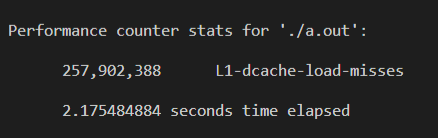 Performance counter stats for './a.out':
257,902,388 L1-dcache-load-misses
2.175484884 seconds time elapsed